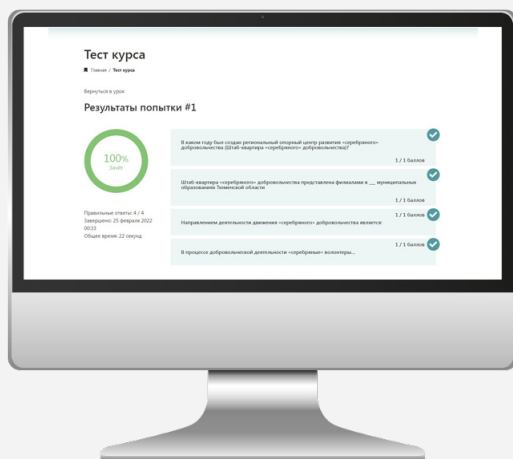 Тест курса
Главная / Тест курса
Вернуться в урок
Результаты попытки #1
100%
Зачёт
Правильные ответы: 4 / 4
Завершено: 25 февраля 2022
00:33
Общее время: 22 секунд
В каком году был создан региональный опорный центр развития «серебряного»
добровольчества (Штаб-квартира «серебряного» добровольчества)?
1 / 1 баллов
Штаб-квартира «серебряного» добровольчества представлена филиалами в __ муниципальных
образованиях Тюменской области
1 / 1 баллов
1 / 1 баллов
Направлением деятельности движения «серебряного» добровольчества является
1 / 1 баллов
В процессе добровольческой деятельности «серебряные» волонтеры...